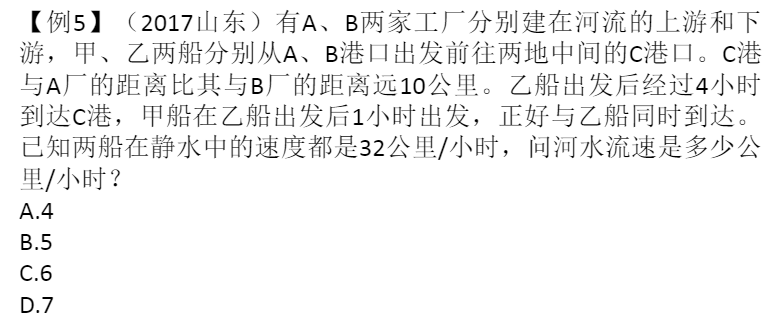 【例5】（2017山东）有A、B两家工厂分别建在河流的上游和下
游，甲、乙两船分别从A、B港口出发前往两地中间的C港口。C港
与A厂的距离比其与B厂的距离远10公里。乙船出发后经过4小时
到达C港，甲船在乙船出发后1小时出发，正好与乙船同时到达。
已知两船在静水中的速度都是32公里/小时，问河水流速是多少公
里/小时？
A.4
B.5
C.6
D.7